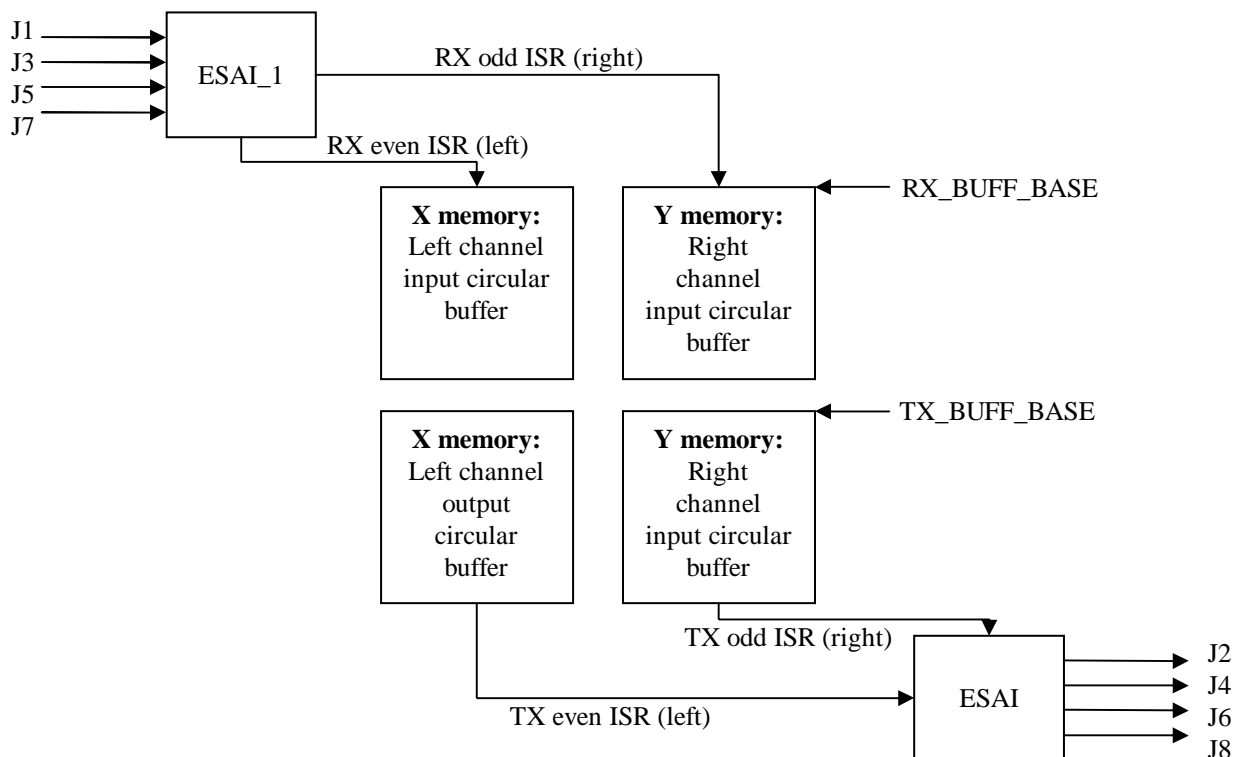 J1
J3
J5
J7
ESAI_1
RX odd ISR (right)
RX even ISR (left)
X memory:
Left channel
input circular
buffer
Y memory:
Right
channel
input circular
buffer
RX_BUFF_BASE
X memory:
Left channel
output
circular
buffer
Y memory:
Right
channel
input circular
buffer
TX_BUFF_BASE
TX odd ISR (right)
TX even ISR (left)
ESAI
J2
J4
J6
J8